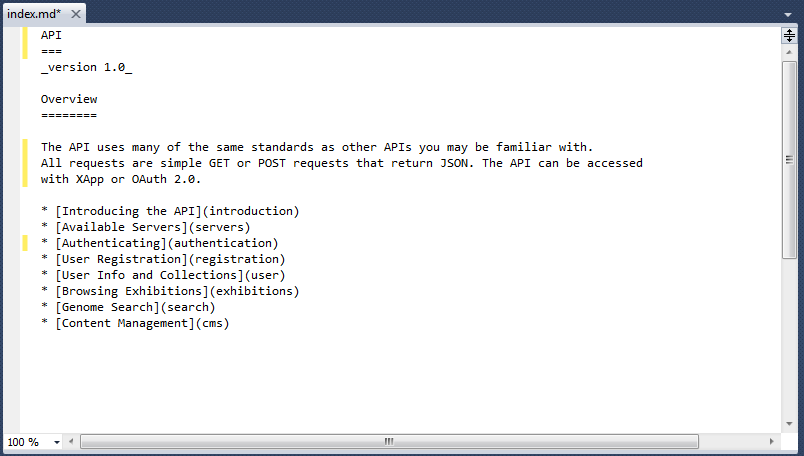 index.md*
API
===
_version 1.0_
Overview
========
The API uses many of the same standards as other APIs you may be familiar with.
All requests are simple GET or POST requests that return JSON. The API can be accessed
with XApp or OAuth 2.0.
* [Introducing the API](introduction)
* [Available Servers](servers)
* [Authenticating](authentication)
* [User Registration](registration)
* [User Info and Collections](user)
* [Browsing Exhibitions](exhibitions)
* [Genome Search](search)
* [Content Management](cms)
100 %